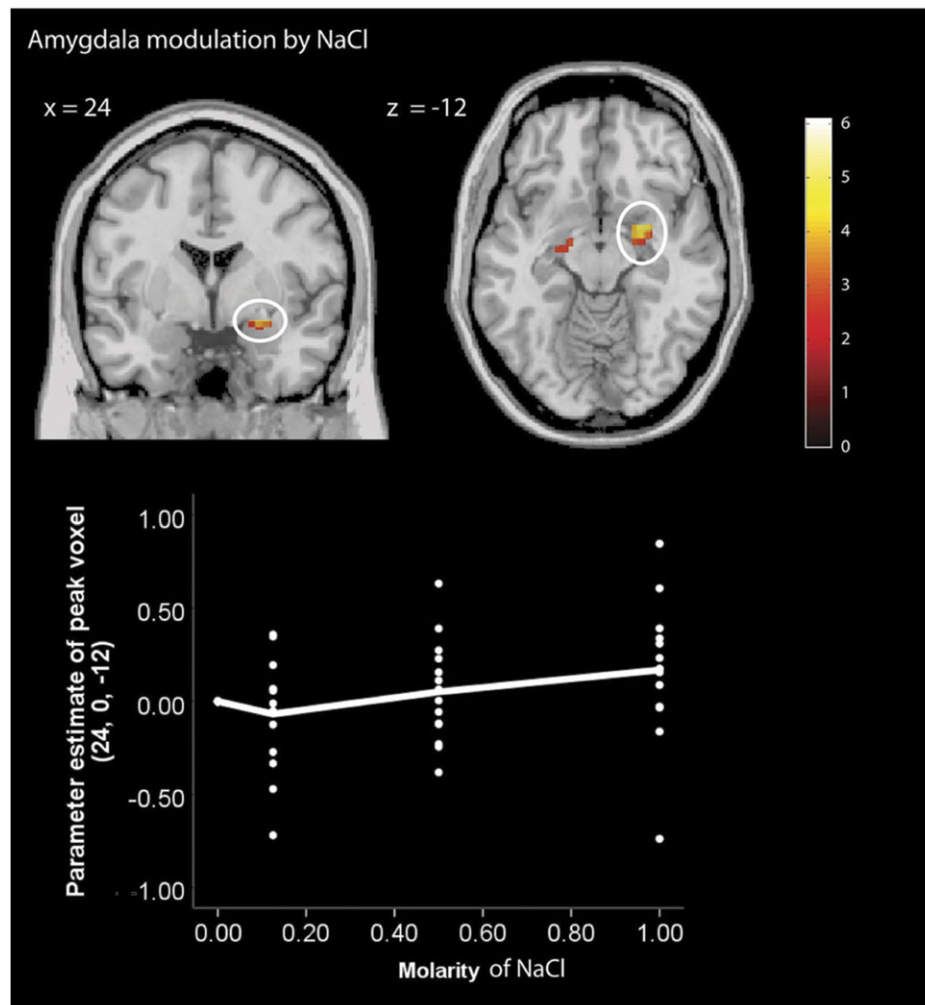 Amygdala modulation by NaCl
x = 24
z = -12
6
5
4
3
2
1
0
Parameter estimate of peak voxel
(24, 0, -12)
1.00
0.50
0.00
-0.50
-1.00
0.00 0.20 0.40 0.60 0.80 1.00
Molarity of NaCl